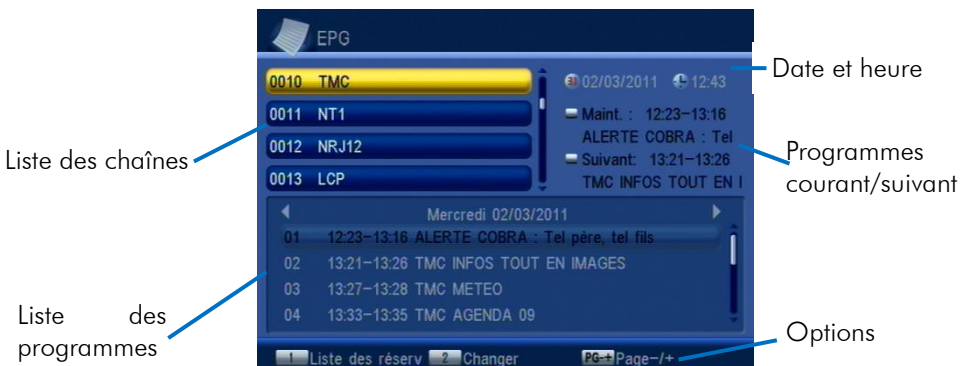 EPG
0010 TMC
0011 NT1
0012 NRJ12
0013 LCP
02/03/2011 12:43
Maint. : 12:23-13:16
ALERTE COBRA : Tel
Suivant: 13:21-13:26
TMC INFOS TOUT EN I
Mercredi 02/03/2011
01 12:23-13:16 ALERTE COBRA : Tel père, tel fils
02 13:21-13:26 TMC INFOS TOUT EN IMAGES
03 13:27-13:28 TMC METEO
04 13:33-13:35 TMC AGENDA 09
1 Liste des réserv 2 Changer PG-+ Page-/+
Liste des chaînes
Liste des
programmes
Date et heure
Programmes
courant/suivant
Options